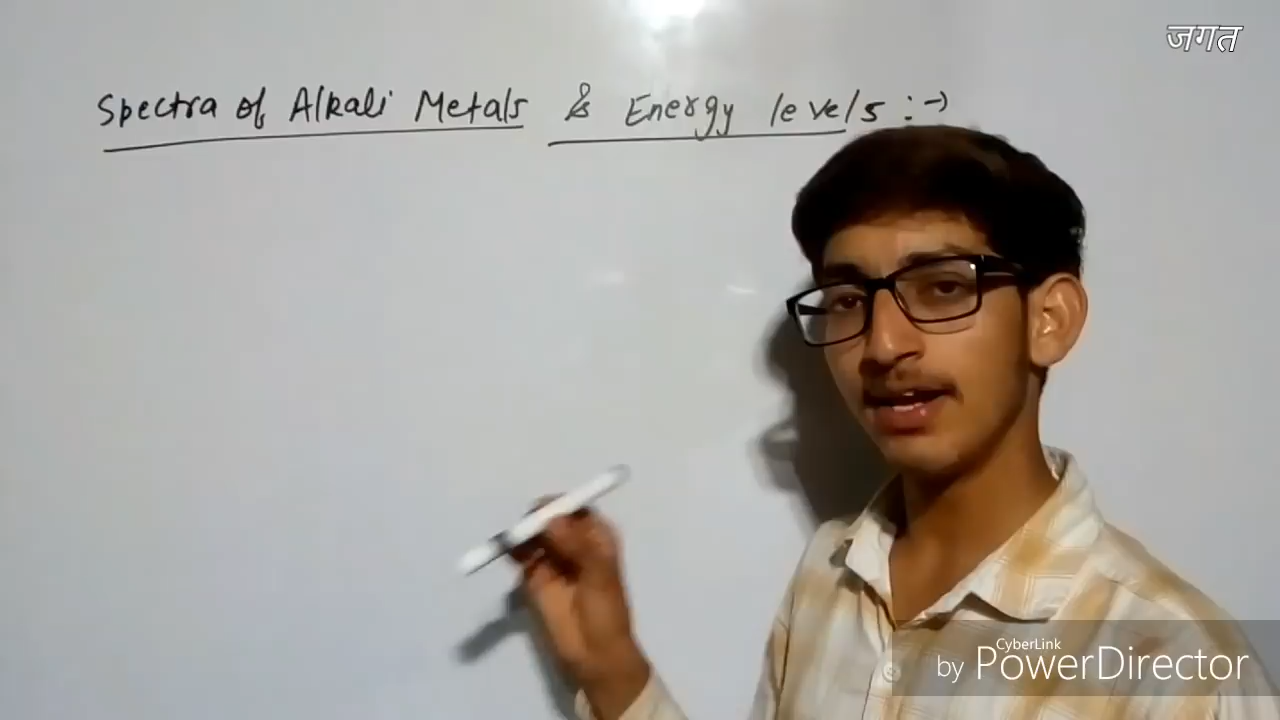 जगत
Spectra of Alkali Metals & Energy levels :→
CyberLink
by PowerDirector